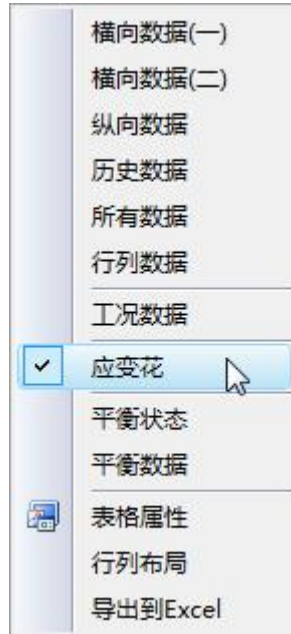 横向数据(一)
横向数据(二)
纵向数据
历史数据
所有数据
行列数据
工况数据
应变花
平衡状态
平衡数据
表格属性
行列布局
导出到Excel